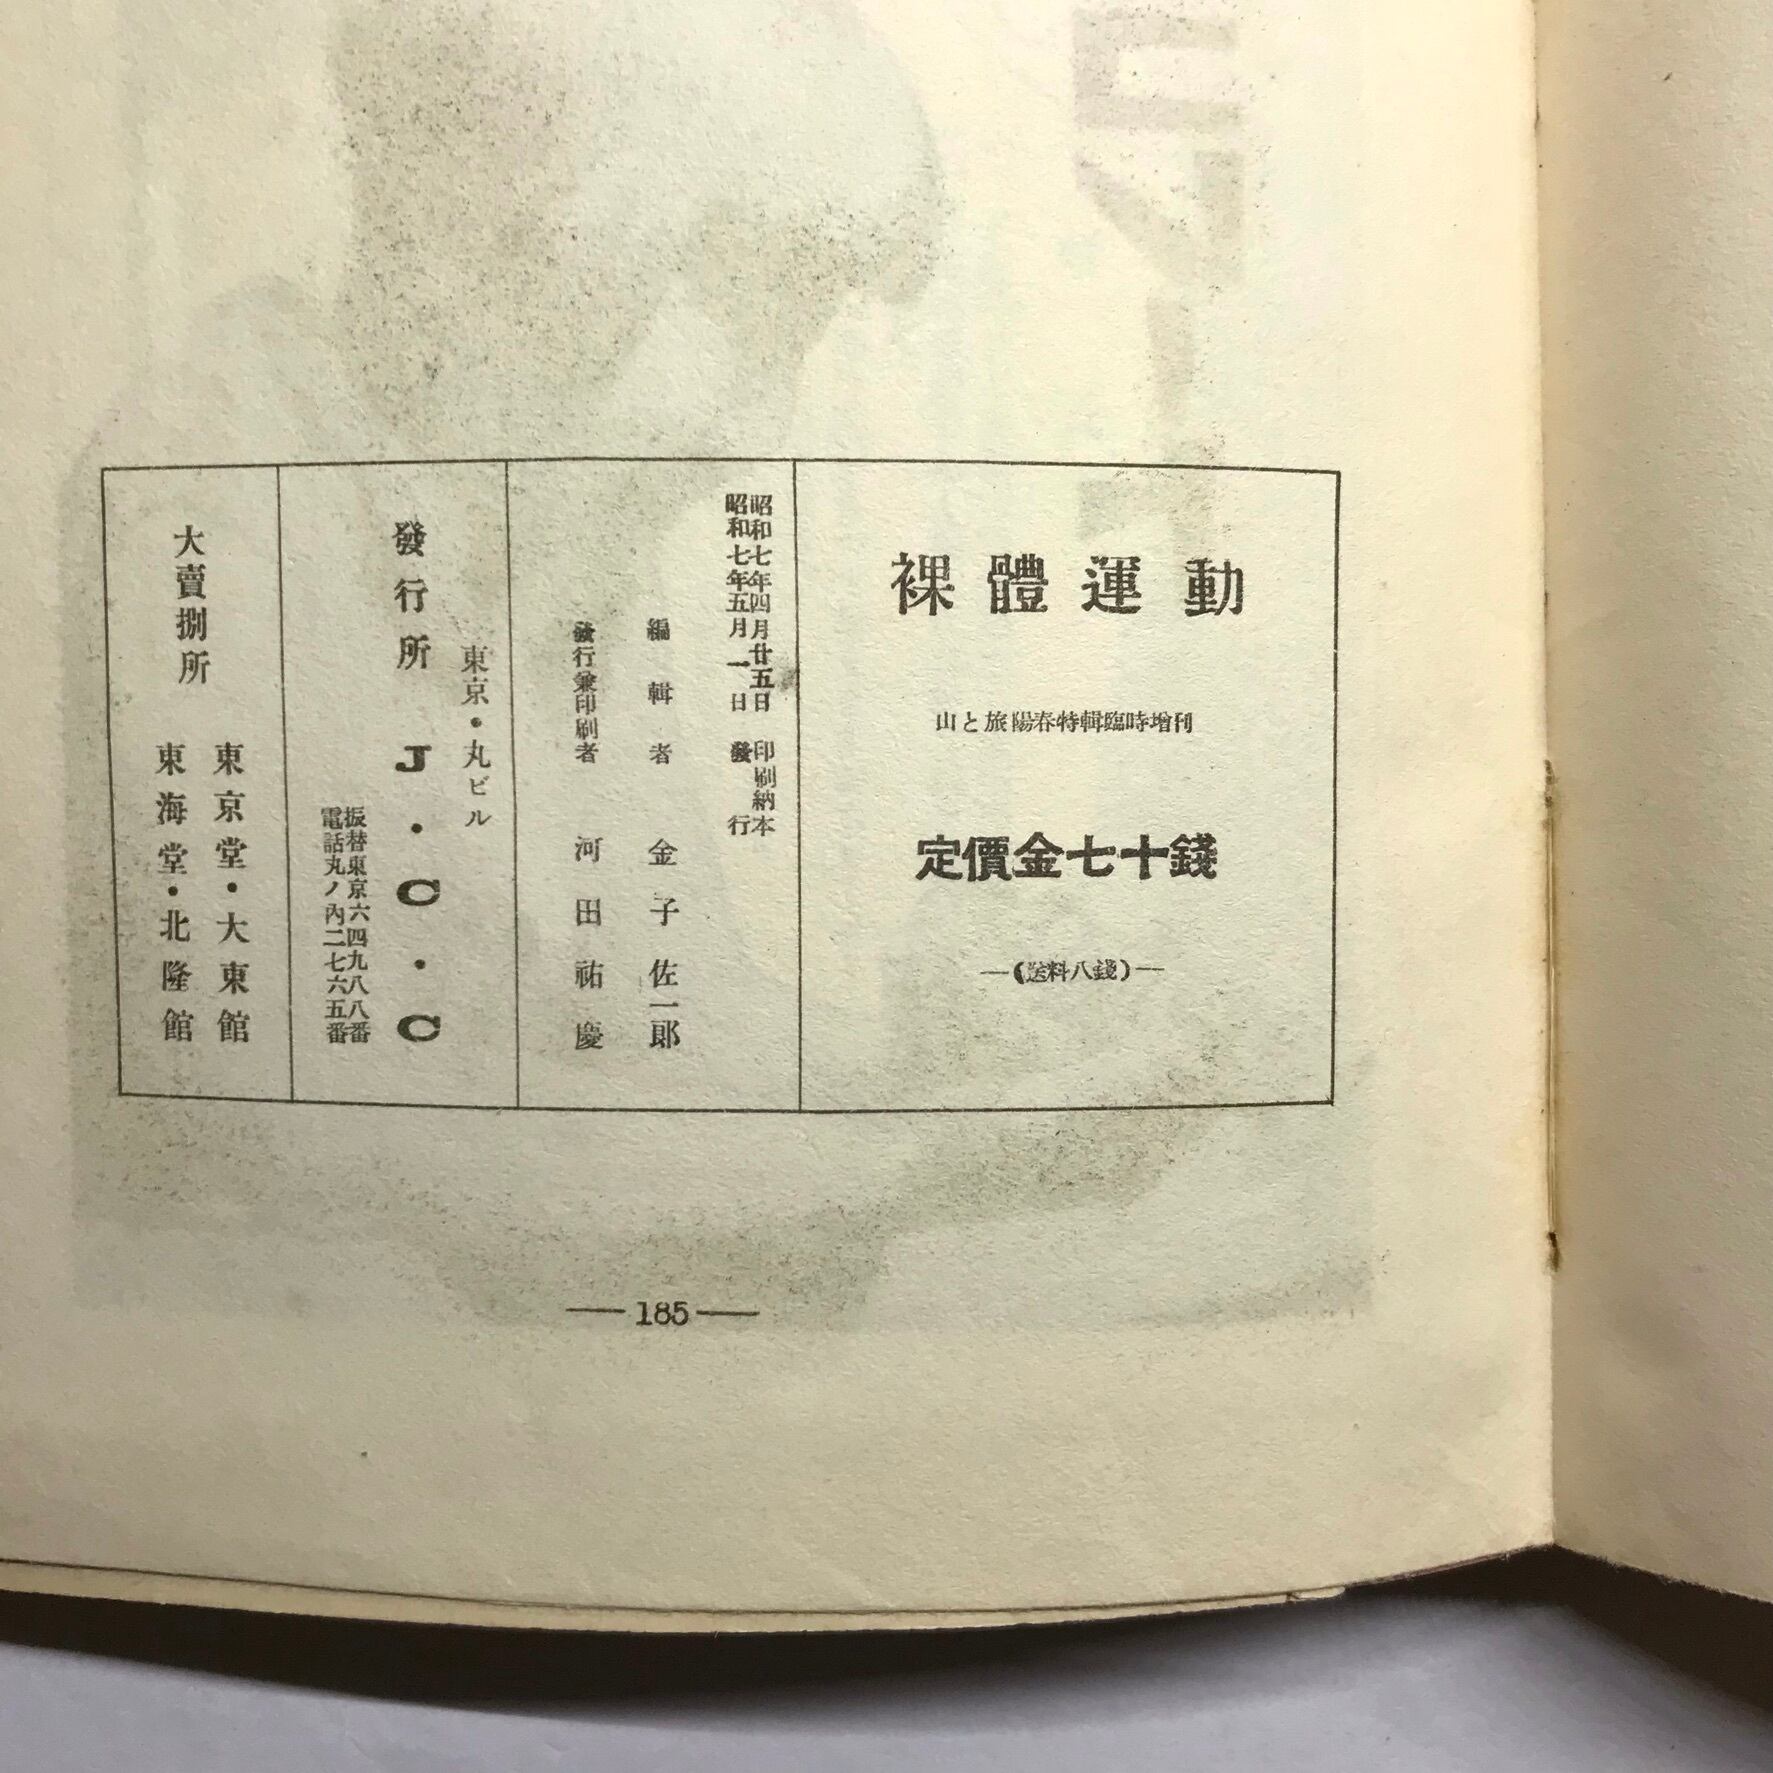 裸體運動
山と旅陽春特輯臨時增刊
定價金七十錢
―(送料八錢)―
昭和七年四月廿五日 印刷納本
昭和七年五月一日 發行
編輯者 金子佐一郎
發行兼印刷者 河田祐慶
東京・丸ビル
發行所 J・C・C
振替東京六四九八八番
電話丸ノ內二七六五番
大賣捌所
東京堂・大東館
東海堂・北隆館
―185―